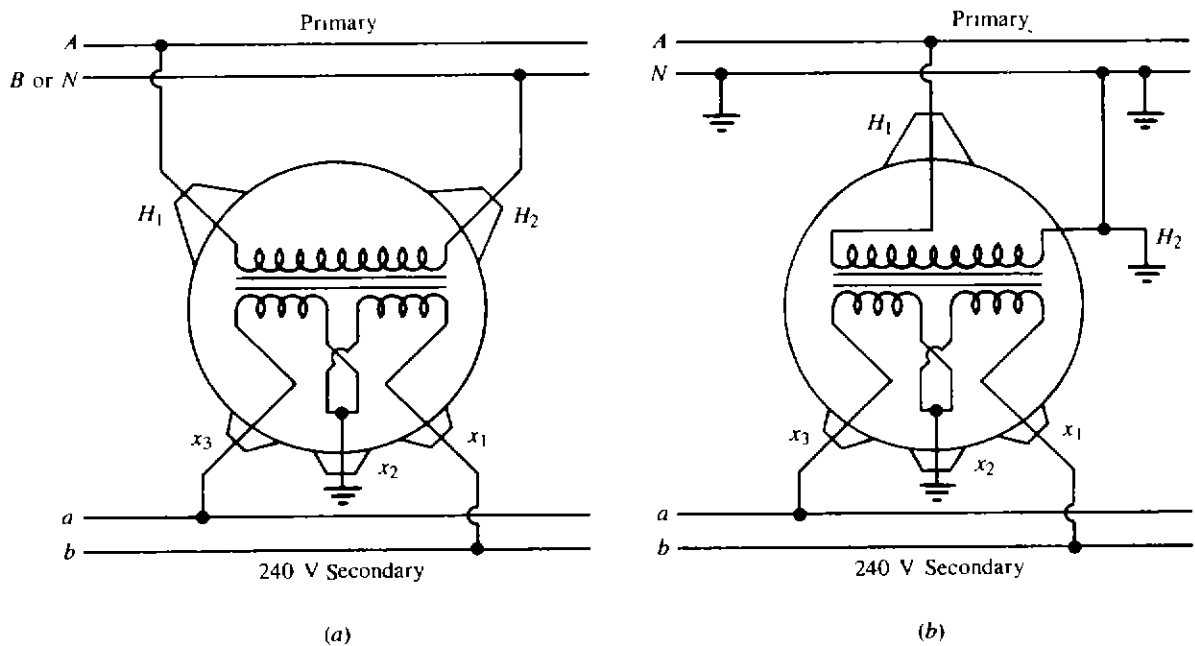 Primary
A
B or N
H1
H2
x3
x1
x2
a
b
240 V Secondary
(a)
Primary
A
N
H1
H2
x3
x1
x2
a
b
240 V Secondary
(b)